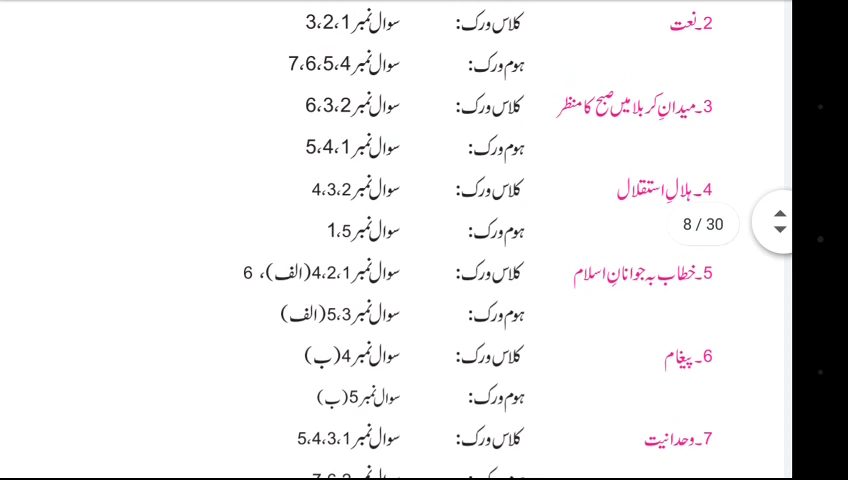 2۔نعت کلاس ورک: سوال نمبر 3،2،1
ہوم ورک: سوال نمبر 7،6،5،4
3۔میدانِ کربلا میں صبح کا منظر کلاس ورک: سوال نمبر 6،3،2
ہوم ورک: سوال نمبر 5،4،1
4۔ہلالِ استقلال کلاس ورک: سوال نمبر 4،3،2
ہوم ورک: سوال نمبر 1،5
8 / 30
5۔خطاب بہ جوانانِ اسلام کلاس ورک: سوال نمبر 4،2،1(الف)، 6
ہوم ورک: سوال نمبر 5،3(الف)
6۔پیغام کلاس ورک: سوال نمبر 4(ب)
ہوم ورک: سوال نمبر 5(ب)
7۔وحدانیت کلاس ورک: سوال نمبر 5،4،3،1